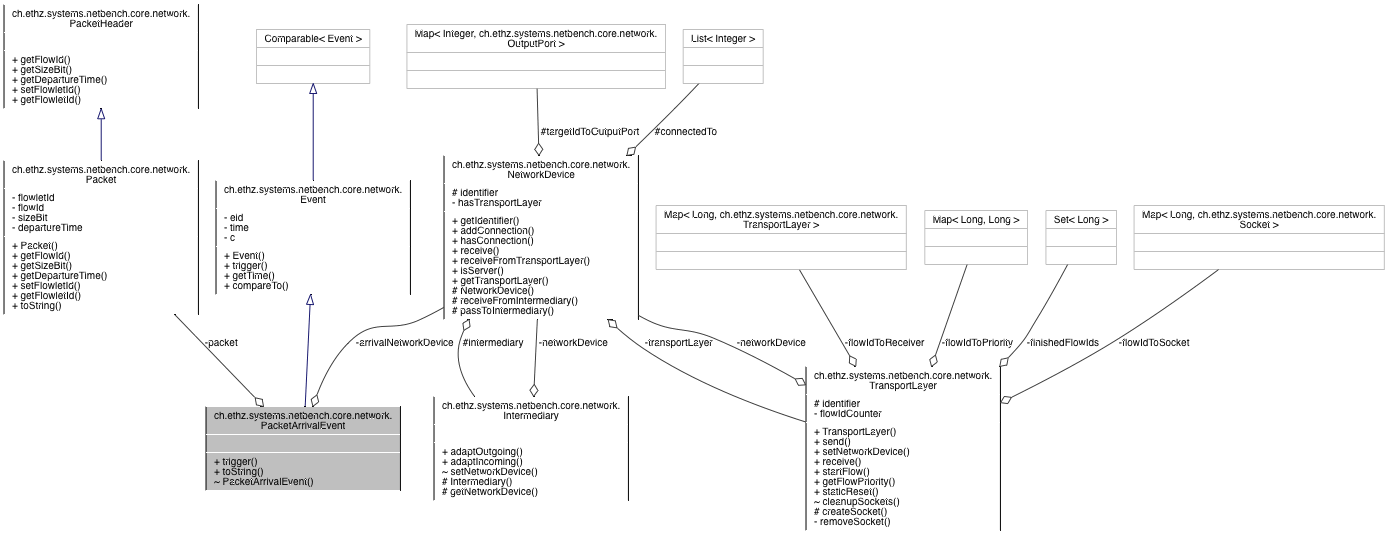 ch.ethz.systems.netbench.core.network.
PacketHeader
+ getFlowId()
+ getSizeBit()
+ getDepartureTime()
+ setFlowletId()
+ getFlowletId()
Comparable< Event >
Map< Integer, ch.ethz.systems.netbench.core.network.
OutputPort >
List< Integer >
#targetIdToOutputPort
#connectedTo
ch.ethz.systems.netbench.core.network.
Packet
- flowletId
- flowId
- sizeBit
- departureTime
+ Packet()
+ getFlowId()
+ getSizeBit()
+ getDepartureTime()
+ setFlowletId()
+ getFlowletId()
+ toString()
ch.ethz.systems.netbench.core.network.
Event
- eid
- time
- c
+ Event()
+ trigger()
+ getTime()
+ compareTo()
ch.ethz.systems.netbench.core.network.
NetworkDevice
# identifier
- hasTransportLayer
+ getIdentifier()
+ addConnection()
+ hasConnection()
+ receive()
+ receiveFromTransportLayer()
+ isServer()
+ getTransportLayer()
# NetworkDevice()
# receiveFromIntermediary()
# passToIntermediary()
Map< Long, ch.ethz.systems.netbench.core.network.
TransportLayer >
Map< Long, Long >
Set< Long >
Map< Long, ch.ethz.systems.netbench.core.network.
Socket >
-packet
-arrivalNetworkDevice
#intermediary
-networkDevice
-transportLayer
-networkDevice
-flowIdToReceiver
-flowIdToPriority
-finishedFlowIds
-flowIdToSocket
ch.ethz.systems.netbench.core.network.
PacketArrivalEvent
+ trigger()
+ toString()
~ PacketArrivalEvent()
ch.ethz.systems.netbench.core.network.
Intermediary
+ adaptOutgoing()
+ adaptIncoming()
~ setNetworkDevice()
# Intermediary()
# getNetworkDevice()
ch.ethz.systems.netbench.core.network.
TransportLayer
# identifier
- flowIdCounter
+ TransportLayer()
+ send()
+ setNetworkDevice()
+ receive()
+ startFlow()
+ getFlowPriority()
+ staticReset()
~ cleanupSockets()
# createSocket()
- removeSocket()